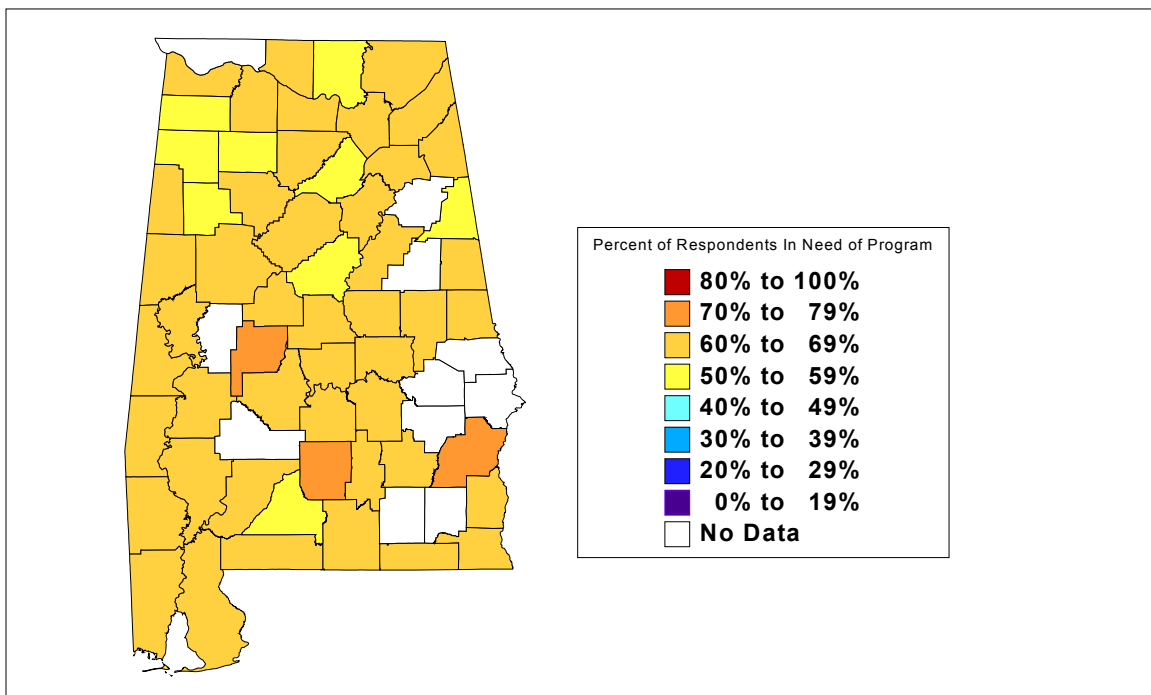 Percent of Respondents In Need of Program
80% to 100%
70% to 79%
60% to 69%
50% to 59%
40% to 49%
30% to 39%
20% to 29%
0% to 19%
No Data